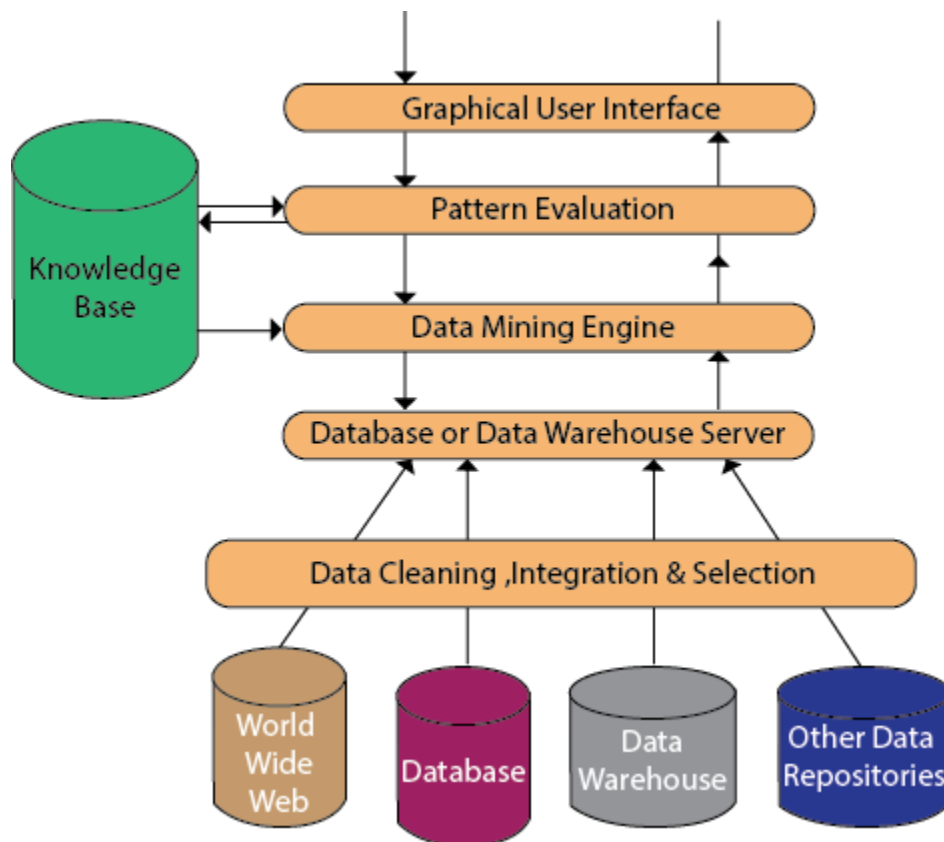 Graphical User Interface
Pattern Evaluation
Knowledge
Base
Data Mining Engine
Database or Data Warehouse Server
Data Cleaning ,Integration & Selection
World
Wide
Web
Database
Data
Warehouse
Other Data
Repositories